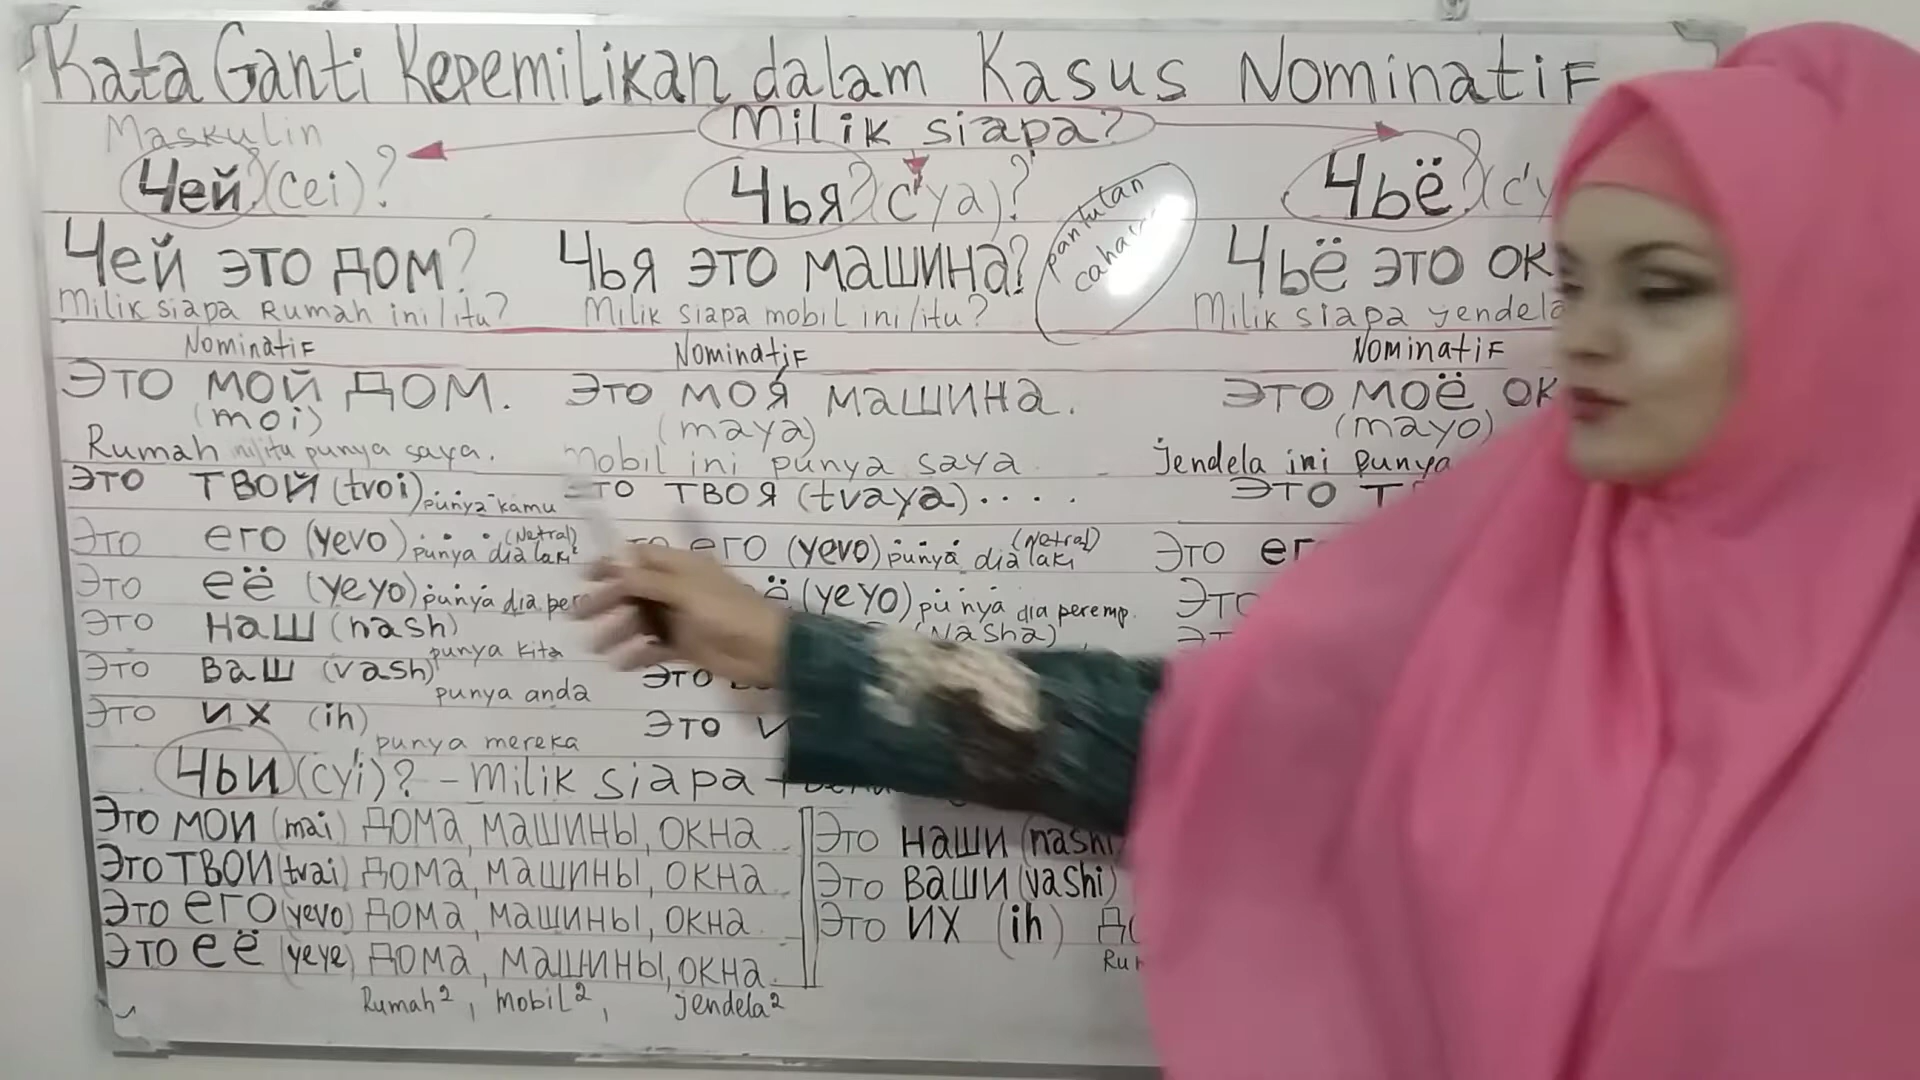 Kata Ganti Kepemilikan dalam Kasus Nominatif
Maskulin
Milik siapa?
Чей? (cei)?
Чья? (c'ya)?
Чьё? (c'y
pantulan
Чей это дом?
Чья это машина?
Чьё это ок
Milik siapa Rumah ini/itu?
Milik siapa mobil ini/itu?
Milik siapa yendela
Nominatif
Nominatif
Nominatif
Это мой дом.
Это моя машина.
Это моё ок
(moi)
(maya)
(mayo)
Rumah ini/itu punya saya.
Mobil ini punya saya
jendela ini punya
Это твой (tvoi) punya kamu
Это твоя (tvaya)....
Это т
Это его (yevo) punya dia laki² (Netral)
его (yevo) punya dia laki (Netral)
Это ег
Это её (yeyo) punya dia per
ё (yeyo) punya dia peremp.
Это
Это наш (nash) punya kita
(Nasha)
Это ваш (vash) punya anda
Это
Это их (ih) punya mereka
Это и
Чьи (cyi)? - milik siapa
Это мои (mai) дома, машины, окна
Это наши (nashi
Это твои (tvai) дома, машины, окна
Это ваши (vashi)
Это его (yevo) дома, машины, окна
Это их (ih) д
Это её (yeye) дома, машины, окна.
Rumah², mobil², jendela²